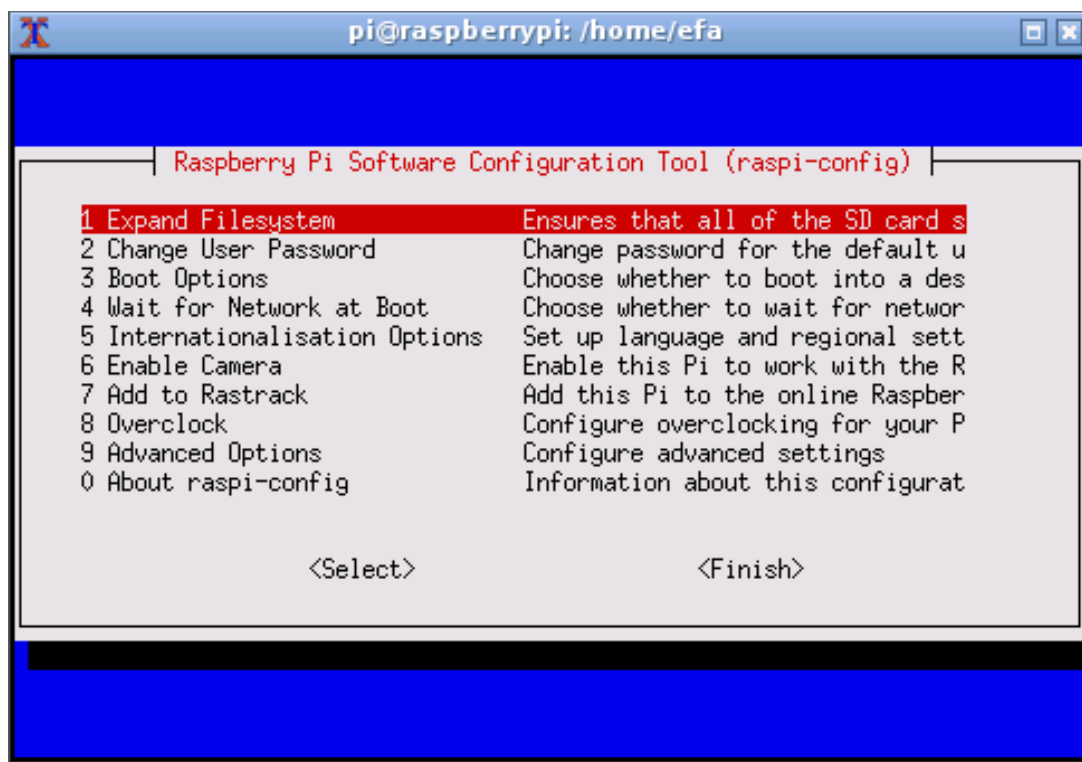 pi@raspberrypi: /home/efa
Raspberry Pi Software Configuration Tool (raspi-config)
1 Expand Filesystem Ensures that all of the SD card s
2 Change User Password Change password for the default u
3 Boot Options Choose whether to boot into a des
4 Wait for Network at Boot Choose whether to wait for networ
5 Internationalisation Options Set up language and regional sett
6 Enable Camera Enable this Pi to work with the R
7 Add to Rastrack Add this Pi to the online Raspber
8 Overclock Configure overclocking for your P
9 Advanced Options Configure advanced settings
0 About raspi-config Information about this configurat
<Select> <Finish>